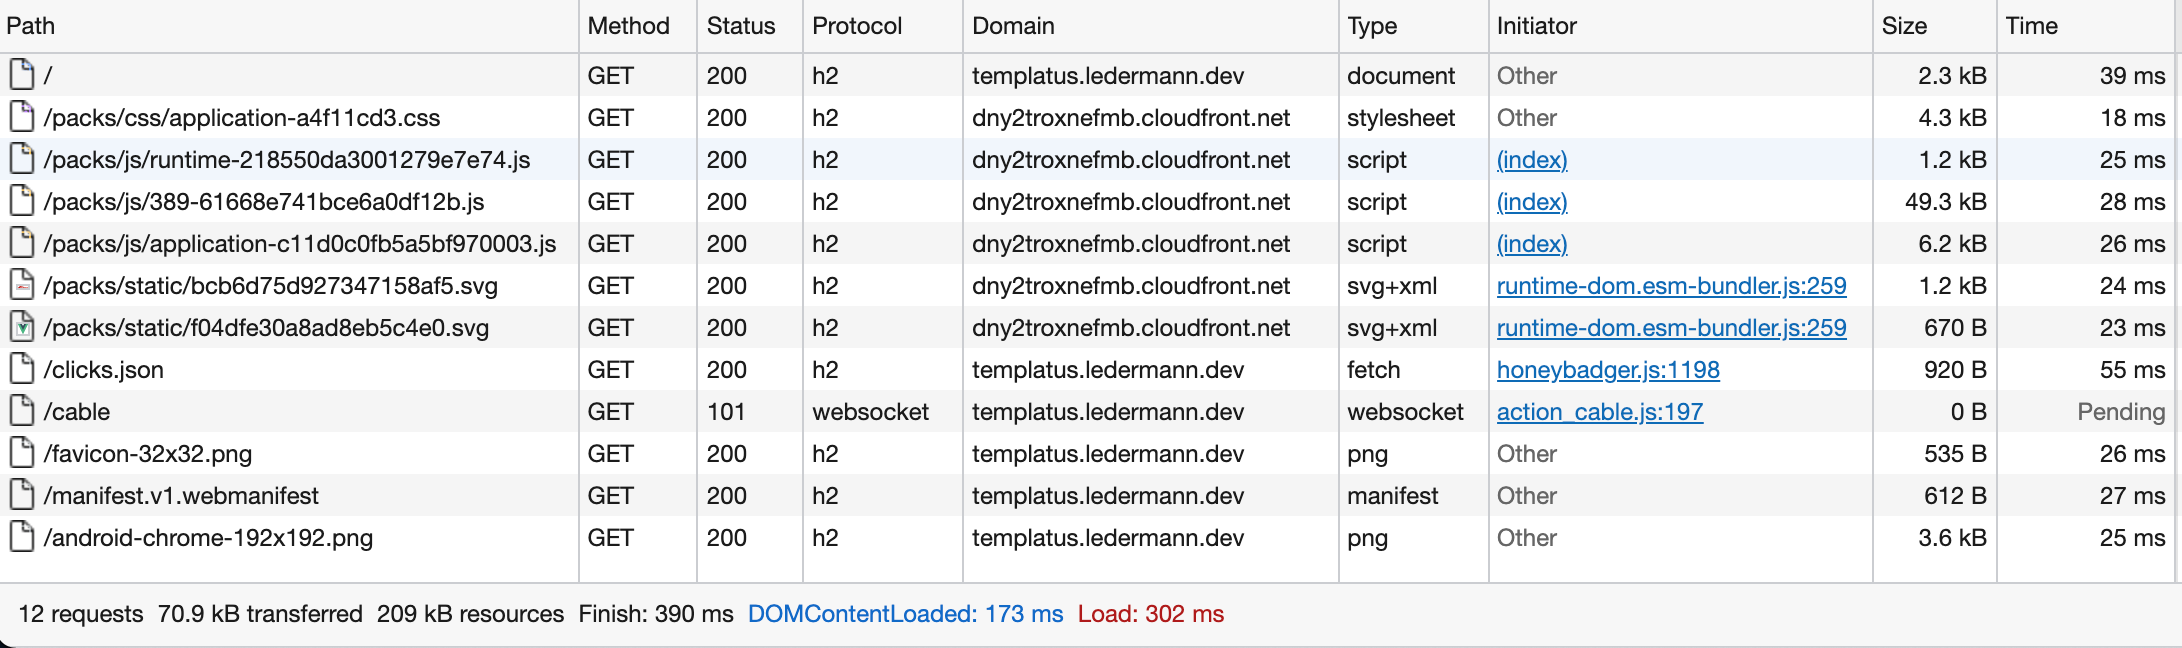 Path Method Status Protocol Domain Type Initiator Size Time
/ GET 200 h2 templatus.ledermann.dev document Other 2.3 kB 39 ms
/packs/css/application-a4f11cd3.css GET 200 h2 dny2troxnefmb.cloudfront.net stylesheet Other 4.3 kB 18 ms
/packs/js/runtime-218550da3001279e7e74.js GET 200 h2 dny2troxnefmb.cloudfront.net script (index) 1.2 kB 25 ms
/packs/js/389-61668e741bce6a0df12b.js GET 200 h2 dny2troxnefmb.cloudfront.net script (index) 49.3 kB 28 ms
/packs/js/application-c11d0c0fb5a5bf970003.js GET 200 h2 dny2troxnefmb.cloudfront.net script (index) 6.2 kB 26 ms
/packs/static/bcb6d75d927347158af5.svg GET 200 h2 dny2troxnefmb.cloudfront.net svg+xml runtime-dom.esm-bundler.js:259 1.2 kB 24 ms
/packs/static/f04dfe30a8ad8eb5c4e0.svg GET 200 h2 dny2troxnefmb.cloudfront.net svg+xml runtime-dom.esm-bundler.js:259 670 B 23 ms
/clicks.json GET 200 h2 templatus.ledermann.dev fetch honeybadger.js:1198 920 B 55 ms
/cable GET 101 websocket templatus.ledermann.dev websocket action_cable.js:197 0 B Pending
/favicon-32x32.png GET 200 h2 templatus.ledermann.dev png Other 535 B 26 ms
/manifest.v1.webmanifest GET 200 h2 templatus.ledermann.dev manifest Other 612 B 27 ms
/android-chrome-192x192.png GET 200 h2 templatus.ledermann.dev png Other 3.6 kB 25 ms
12 requests 70.9 kB transferred 209 kB resources Finish: 390 ms DOMContentLoaded: 173 ms Load: 302 ms